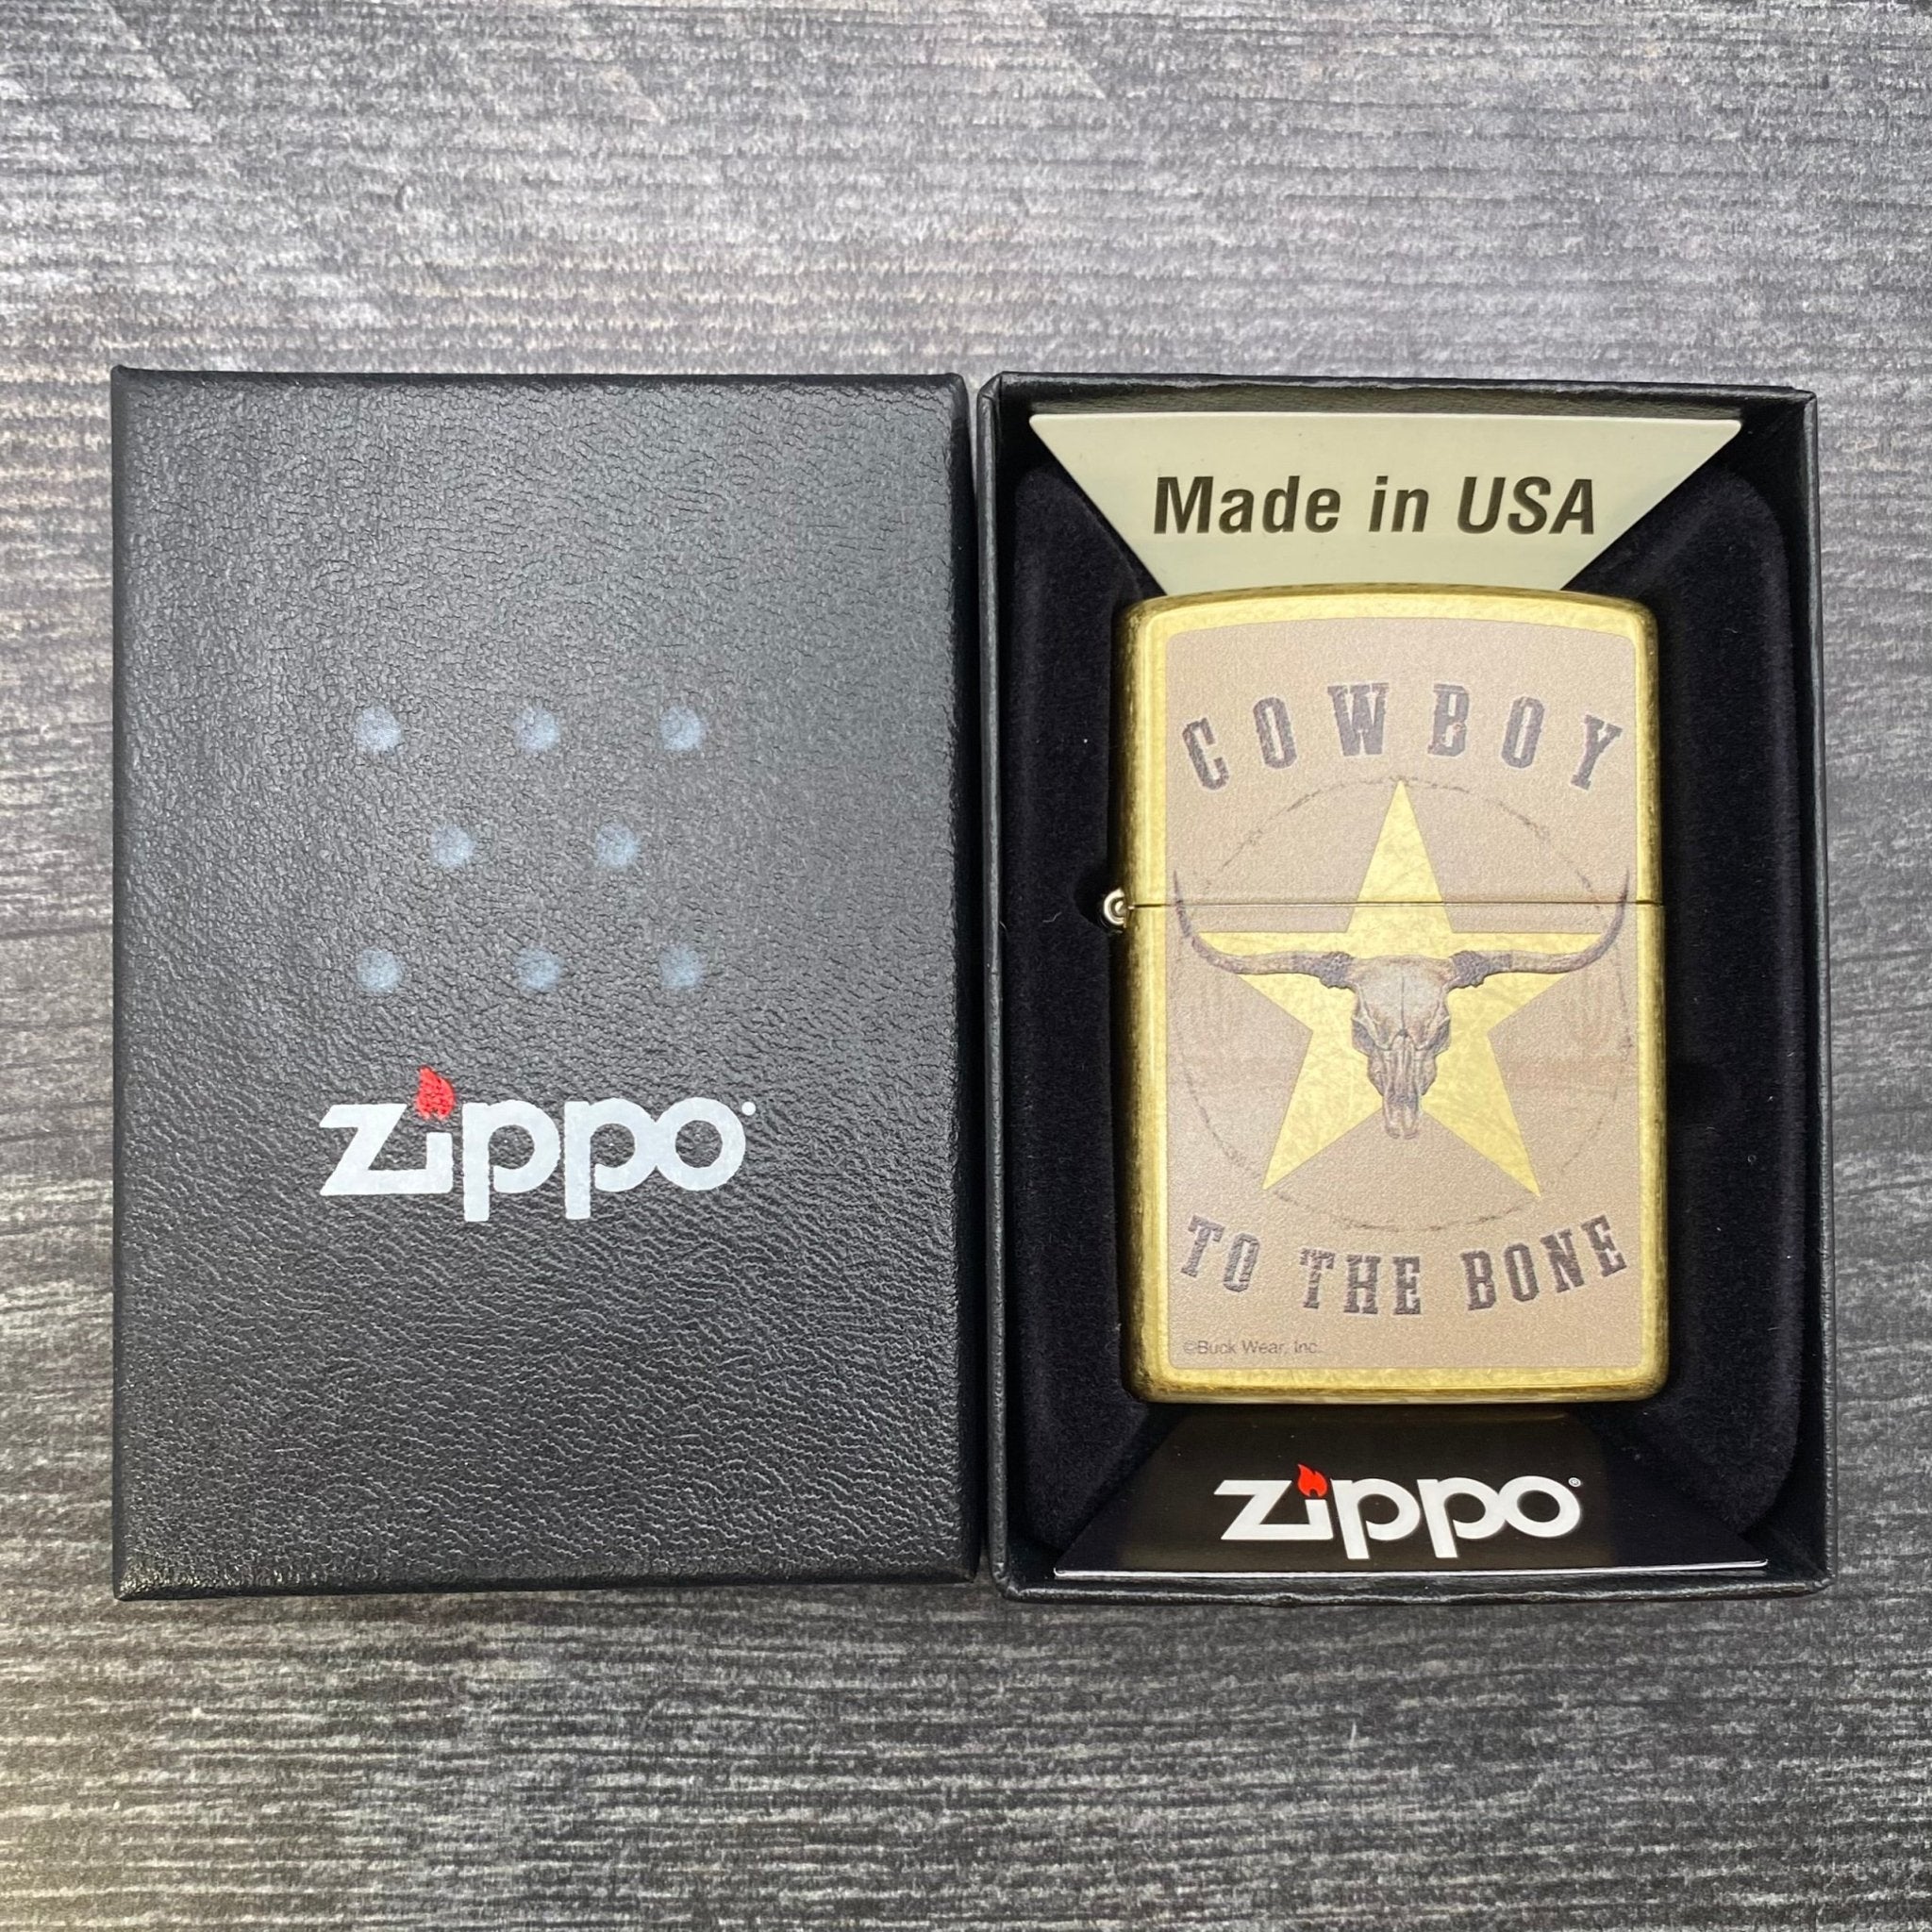 zippo
Made in USA
COWBOY
TO THE BONE
©Buck Wear, Inc.
zippo®